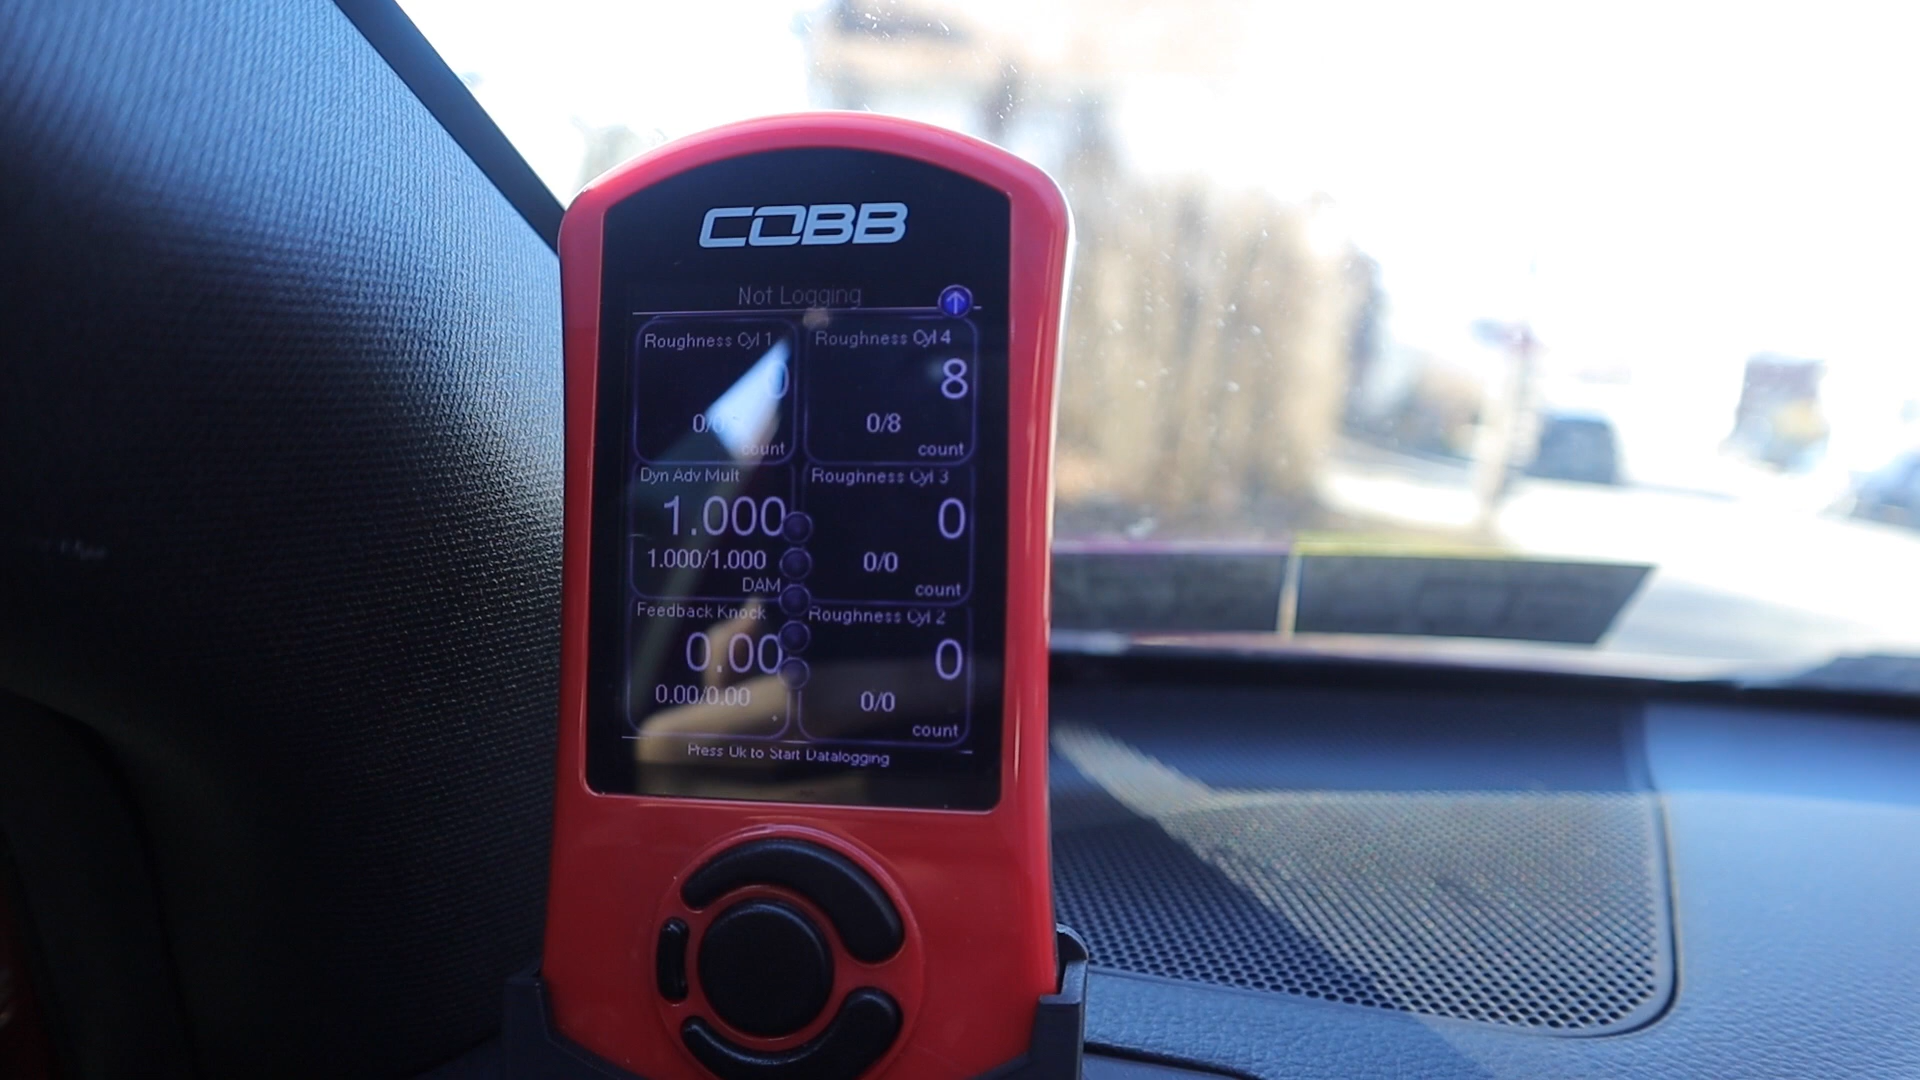 COBB
Not Logging
Roughness Cyl 1
0
count
Roughness Cyl 4
8
0/8
count
Dyn Adv Mult
1.000
1.000/1.000
DAM
Roughness Cyl 3
0
0/0
count
Feedback Knock
0.00
0.00/0.00
Roughness Cyl 2
0
0/0
count
Press Ok to Start Datalogging